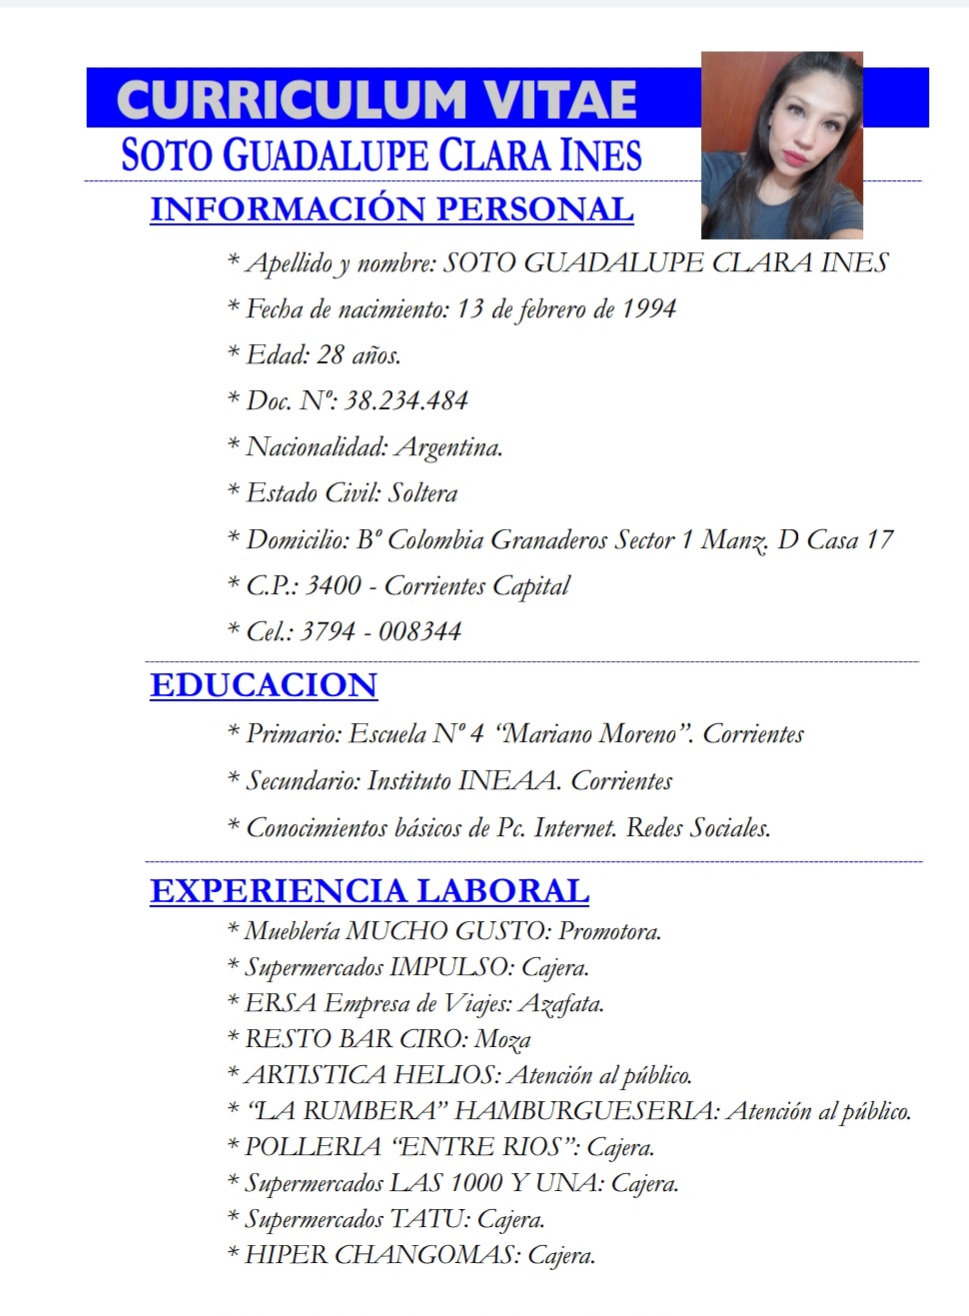 CURRICULUM VITAE
SOTO GUADALUPE CLARA INES
INFORMACIÓN PERSONAL
* Apellido y nombre: SOTO GUADALUPE CLARA INES
* Fecha de nacimiento: 13 de febrero de 1994
* Edad: 28 años.
* Doc. Nº: 38.234.484
* Nacionalidad: Argentina.
* Estado Civil: Soltera
* Domicilio: Bº Colombia Granaderos Sector 1 Manz. D Casa 17
* C.P.: 3400 - Corrientes Capital
* Cel.: 3794 - 008344
EDUCACION
* Primario: Escuela Nº 4 “Mariano Moreno”. Corrientes
* Secundario: Instituto INEAA. Corrientes
* Conocimientos básicos de Pc. Internet. Redes Sociales.
EXPERIENCIA LABORAL
* Mueblería MUCHO GUSTO: Promotora.
* Supermercados IMPULSO: Cajera.
* ERSA Empresa de Viajes: Azafata.
* RESTO BAR CIRO: Moza
* ARTISTICA HELIOS: Atención al público.
* “LA RUMBERA” HAMBURGUESERIA: Atención al público.
* POLLERIA “ENTRE RIOS”: Cajera.
* Supermercados LAS 1000 Y UNA: Cajera.
* Supermercados TATU: Cajera.
* HIPER CHANGOMAS: Cajera.